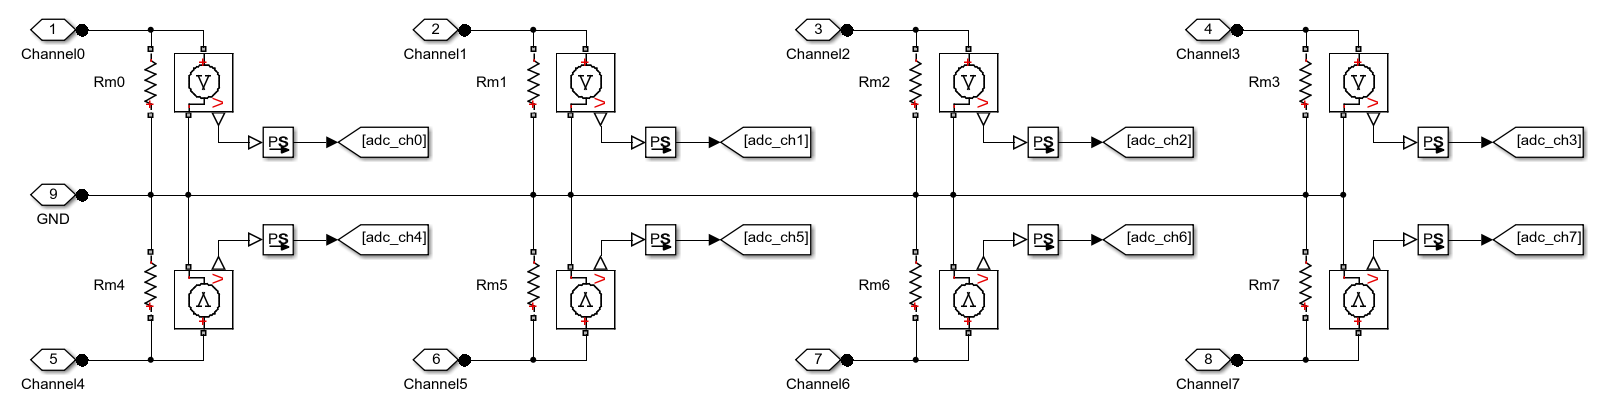 1 2 3 4
Channel0 Channel1 Channel2 Channel3
Rm0 V Rm1 V Rm2 V Rm3 V
PS [adc_ch0] PS [adc_ch1] PS [adc_ch2] PS [adc_ch3]
9
GND
PS [adc_ch4] PS [adc_ch5] PS [adc_ch6] PS [adc_ch7]
Rm4 V Rm5 V Rm6 V Rm7 V
5 6 7 8
Channel4 Channel5 Channel6 Channel7